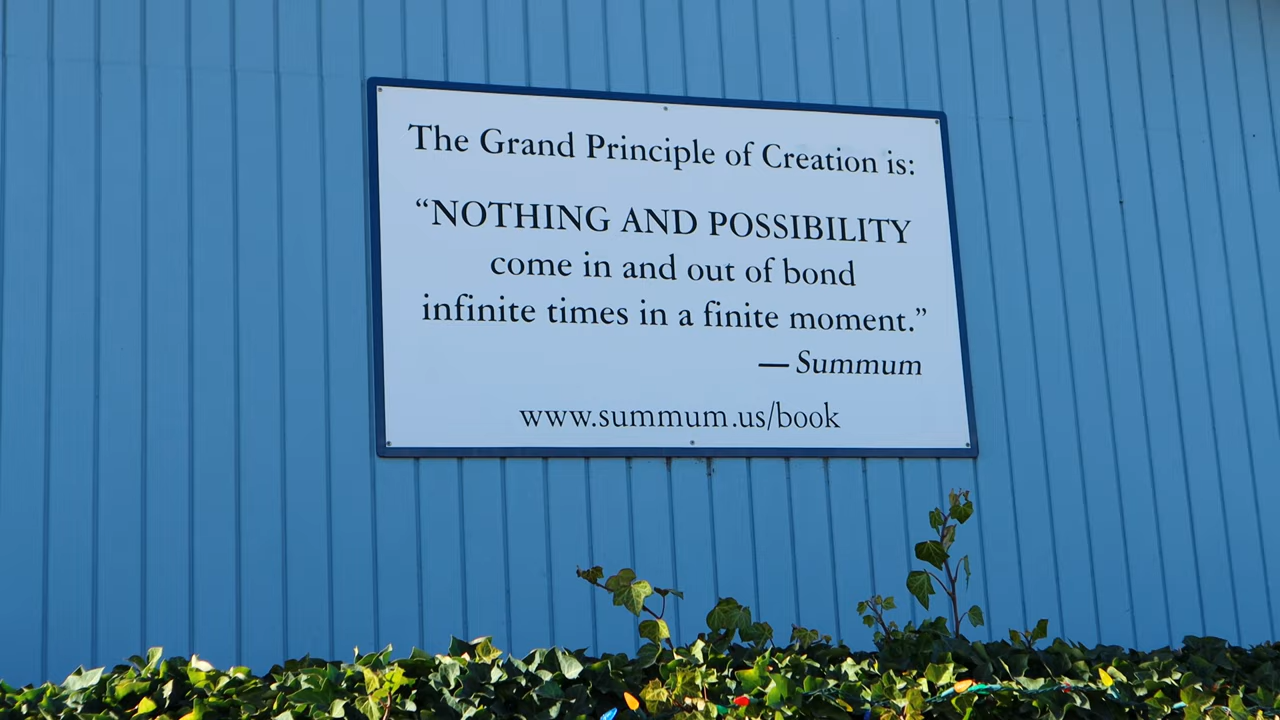 The Grand Principle of Creation is:
“NOTHING AND POSSIBILITY
come in and out of bond
infinite times in a finite moment.”
— Summum
www.summum.us/book